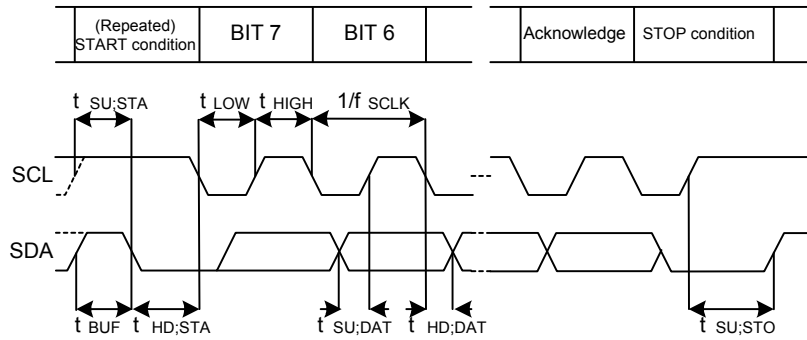 (Repeated)
START condition
BIT 7
BIT 6
Acknowledge
STOP condition
t SU;STA
t LOW
t HIGH
1/f SCLK
SCL
SDA
t BUF
t HD;STA
t SU;DAT
t HD;DAT
t SU;STO